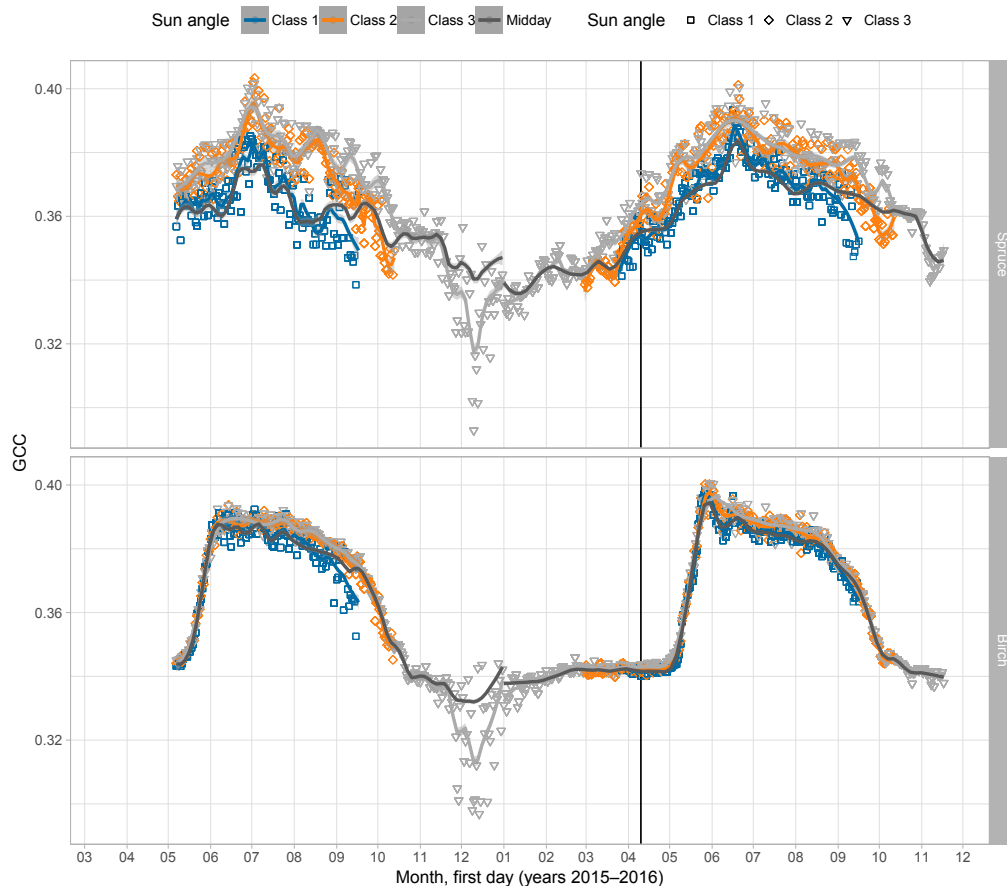 Sun angle Class 1 Class 2 Class 3 Midday Sun angle Class 1 Class 2 Class 3
0.40
0.36
0.32
Spruce
GCC
0.40
0.36
0.32
Birch
03 04 05 06 07 08 09 10 11 12 01 02 03 04 05 06 07 08 09 10 11 12
Month, first day (years 2015–2016)